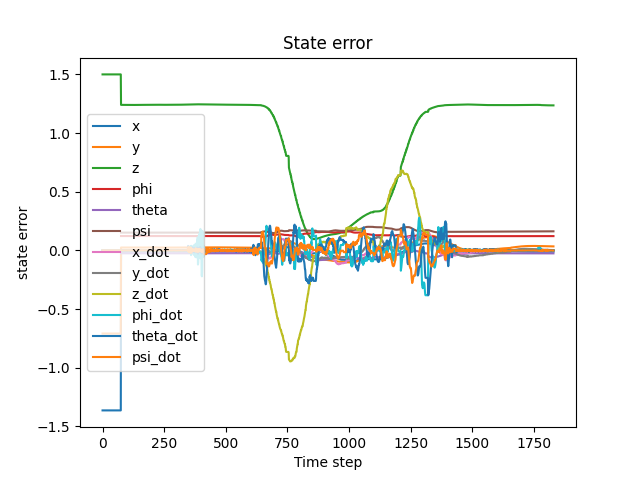 State error
1.5
1.0
0.5
0.0
−0.5
−1.0
−1.5
state error
x
y
z
phi
theta
psi
x_dot
y_dot
z_dot
phi_dot
theta_dot
psi_dot
0 250 500 750 1000 1250 1500 1750
Time step